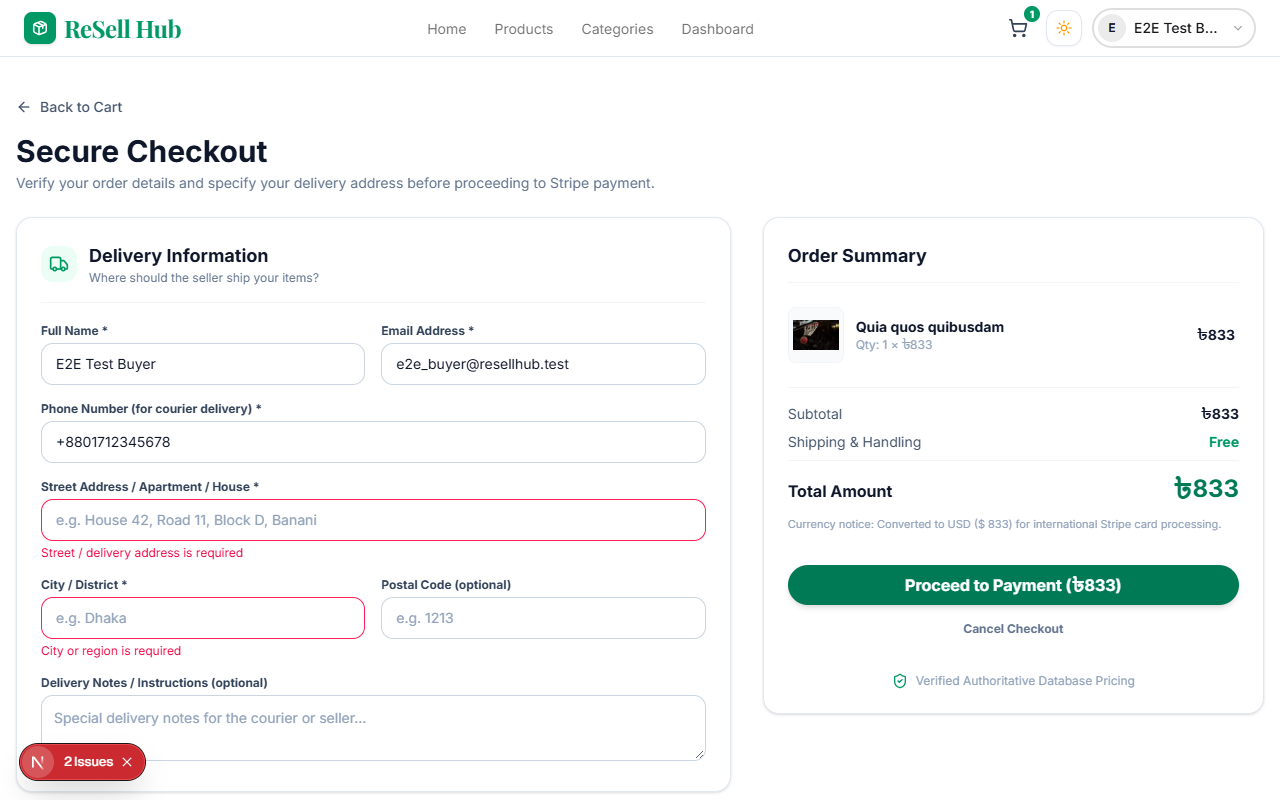 ReSell Hub
Home
Products
Categories
Dashboard
1
E
E2E Test B...
Back to Cart
Secure Checkout
Verify your order details and specify your delivery address before proceeding to Stripe payment.
Delivery Information
Where should the seller ship your items?
Full Name *
Email Address *
E2E Test Buyer
e2e_buyer@resellhub.test
Phone Number (for courier delivery) *
+8801712345678
Street Address / Apartment / House *
e.g. House 42, Road 11, Block D, Banani
Street / delivery address is required
City / District *
Postal Code (optional)
e.g. Dhaka
e.g. 1213
City or region is required
Delivery Notes / Instructions (optional)
Special delivery notes for the courier or seller...
N
2 Issues
Order Summary
Quia quos quibusdam
Qty: 1 × ৳833
৳833
Subtotal
৳833
Shipping & Handling
Free
Total Amount
৳833
Currency notice: Converted to USD ($ 833) for international Stripe card processing.
Proceed to Payment (৳833)
Cancel Checkout
Verified Authoritative Database Pricing